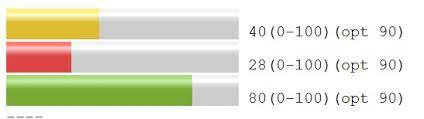 40(0-100)(opt 90)
28(0-100)(opt 90)
80(0-100)(opt 90)
----